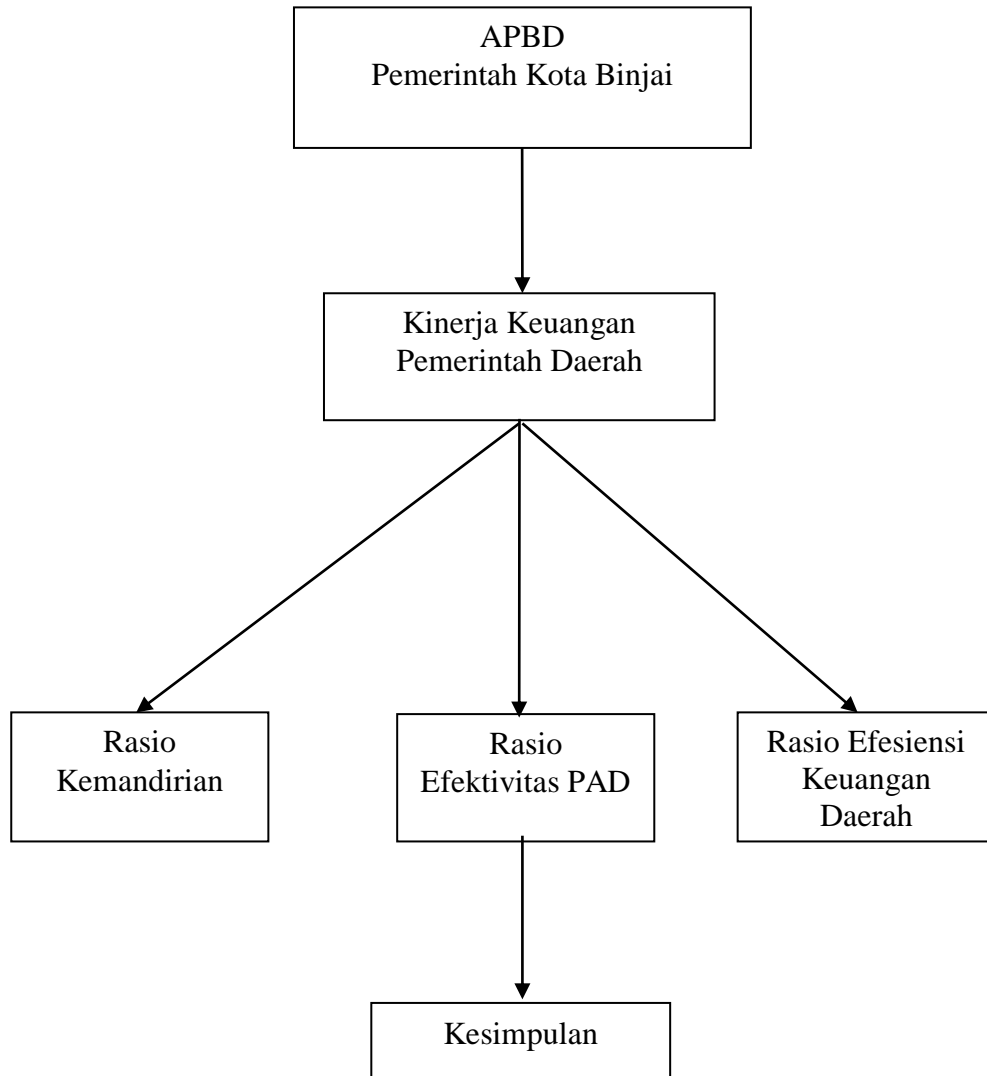 APBD
Pemerintah Kota Binjai
Kinerja Keuangan
Pemerintah Daerah
Rasio
Kemandirian
Rasio
Efektivitas PAD
Rasio Efesiensi
Keuangan
Daerah
Kesimpulan